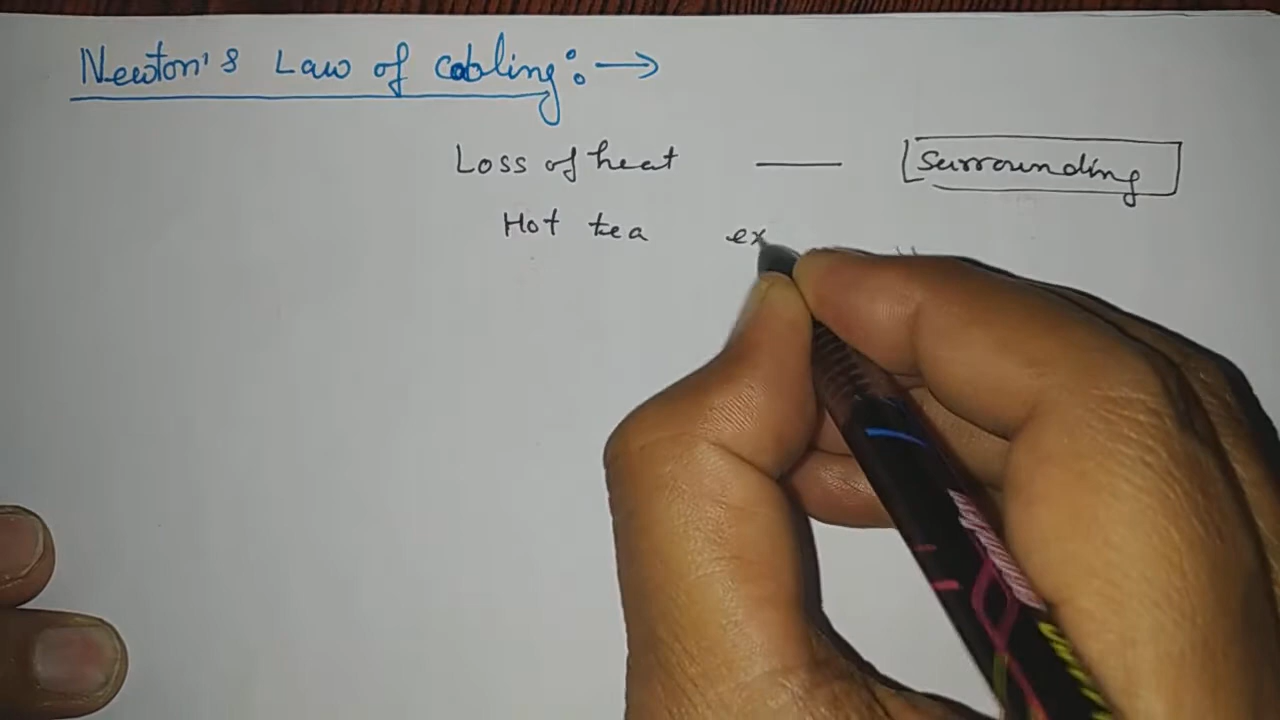 Newton's Law of Cooling:→
Loss of heat — Surrounding
Hot tea ex